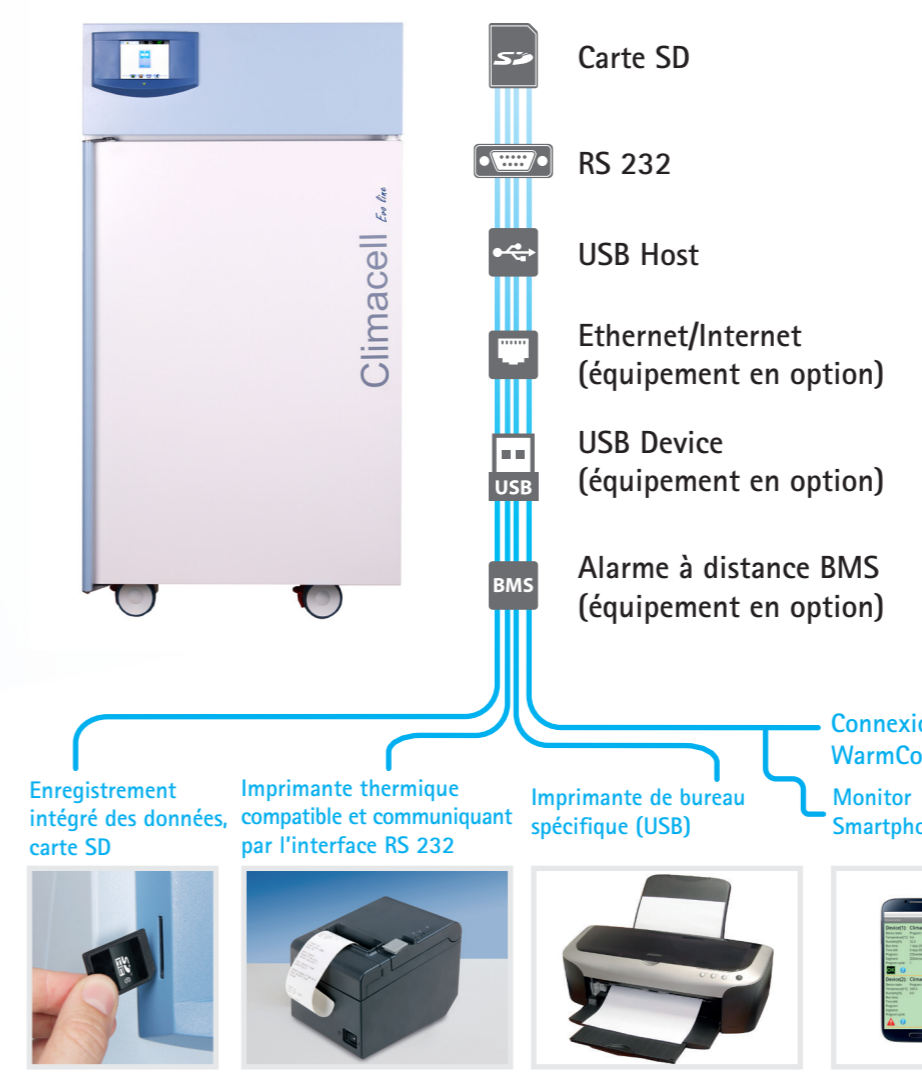 Climacell Evo line
Carte SD
RS 232
USB Host
Ethernet/Internet
(équipement en option)
USB Device
(équipement en option)
USB
Alarme à distance BMS
(équipement en option)
BMS
Enregistrement
intégré des données,
carte SD
Imprimante thermique
compatible et communiquant
par l'interface RS 232
Imprimante de bureau
spécifique (USB)
Monitor